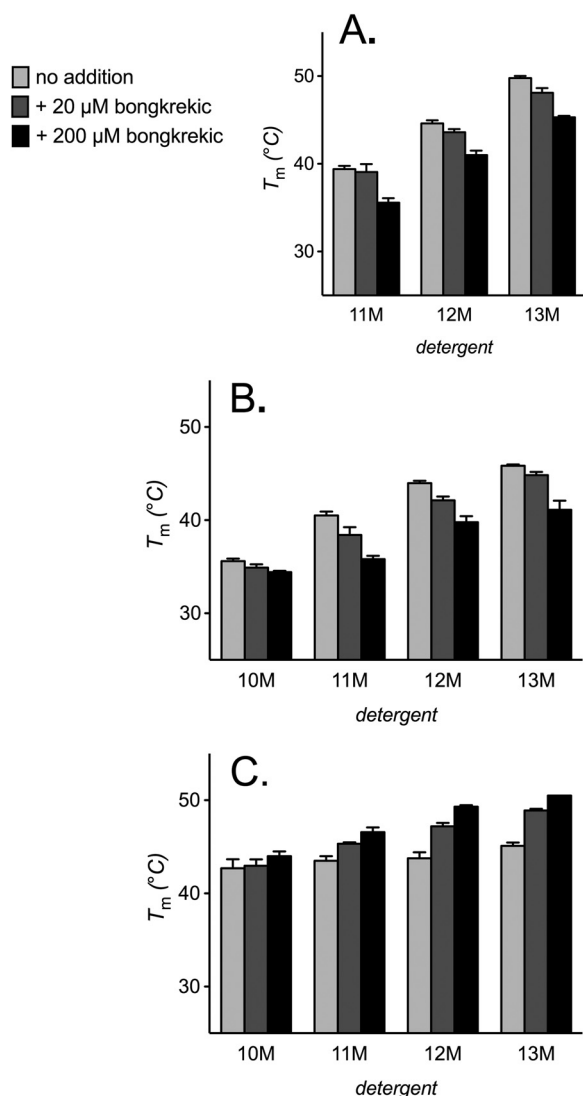 no addition
+ 20 µM bongkrekic
+ 200 µM bongkrekic
A.
50
40
30
Tm (°C)
11M 12M 13M
detergent
B.
50
40
30
Tm (°C)
10M 11M 12M 13M
detergent
C.
50
40
30
Tm (°C)
10M 11M 12M 13M
detergent